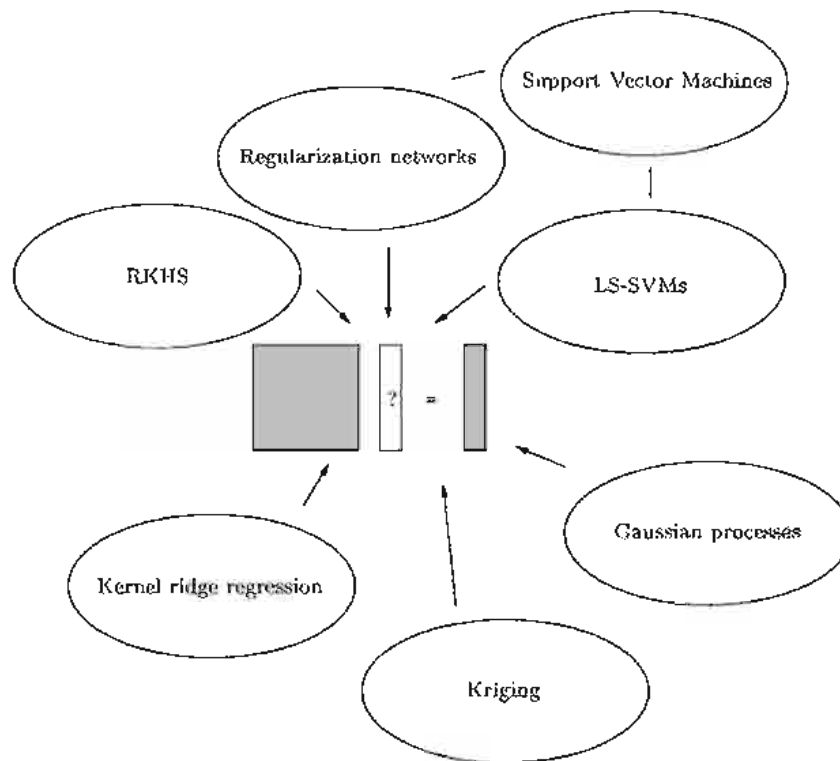 Support Vector Machines
Regularization networks
RKHS
LS-SVMs
? =
Gaussian processes
Kernel ridge regression
Kriging